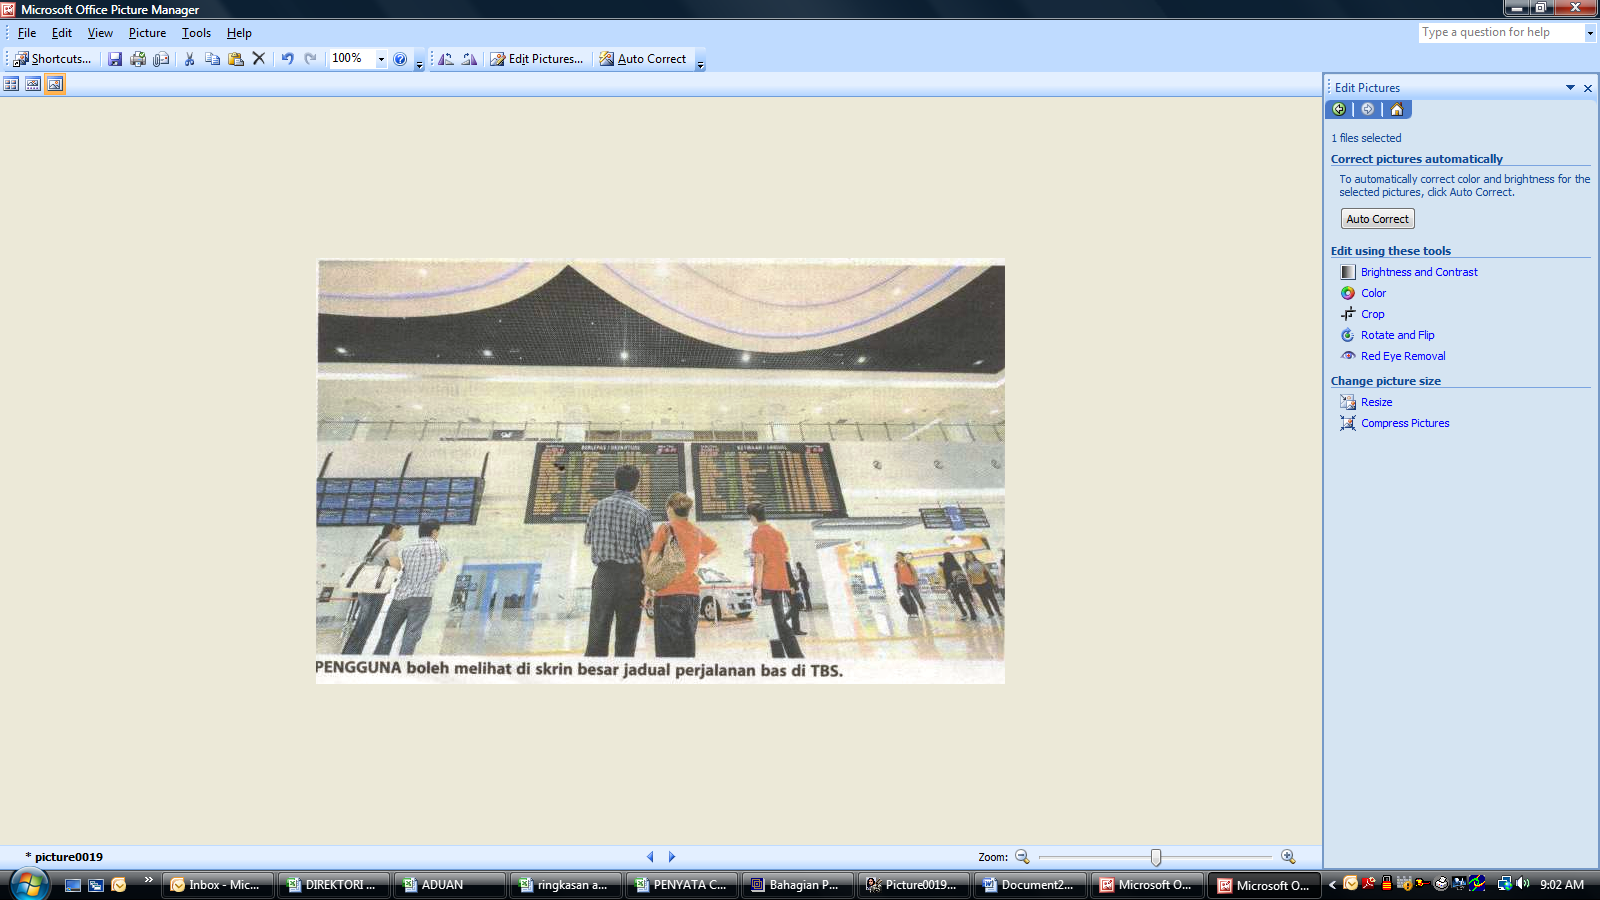 Microsoft Office Picture Manager
File Edit View Picture Tools Help
Type a question for help
Shortcuts... 100% Edit Pictures... Auto Correct
Edit Pictures
1 files selected
Correct pictures automatically
To automatically correct color and brightness for the
selected pictures, click Auto Correct.
Auto Correct
Edit using these tools
Brightness and Contrast
Color
Crop
Rotate and Flip
Red Eye Removal
Change picture size
Resize
Compress Pictures
PENGGUNA boleh melihat di skrin besar jadual perjalanan bas di TBS.
* picture0019
Zoom:
Inbox - Mic... DIREKTORI ... ADUAN ringkasan a... PENYATA C... Bahagian P... Picture0019... Document2... Microsoft O... Microsoft O... 9:02 AM